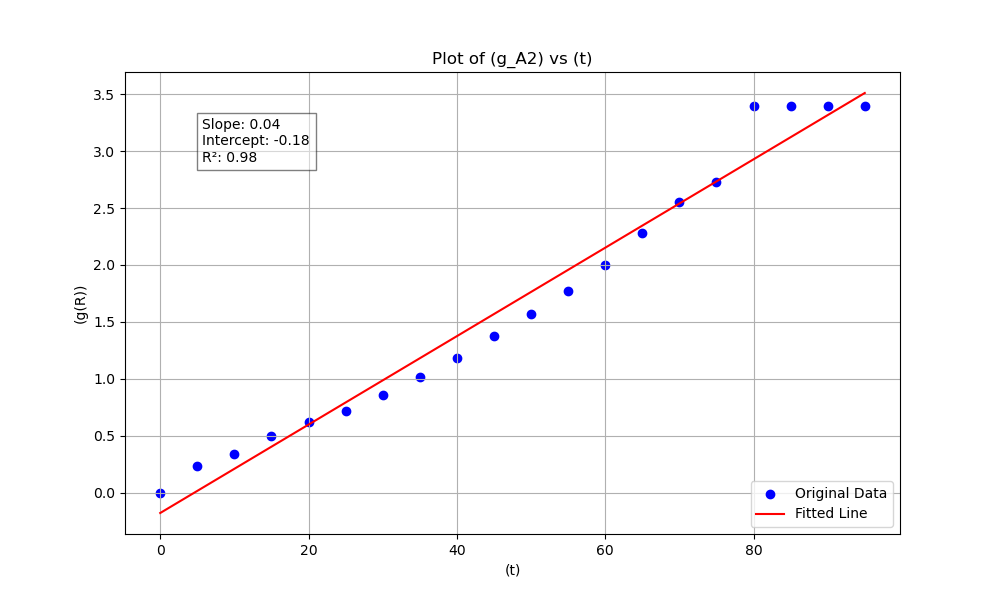 Plot of (g_A2) vs (t)
3.5
3.0
2.5
2.0
1.5
1.0
0.5
0.0
(g(R))
Slope: 0.04
Intercept: -0.18
R²: 0.98
Original Data
Fitted Line
0 20 40 60 80
(t)